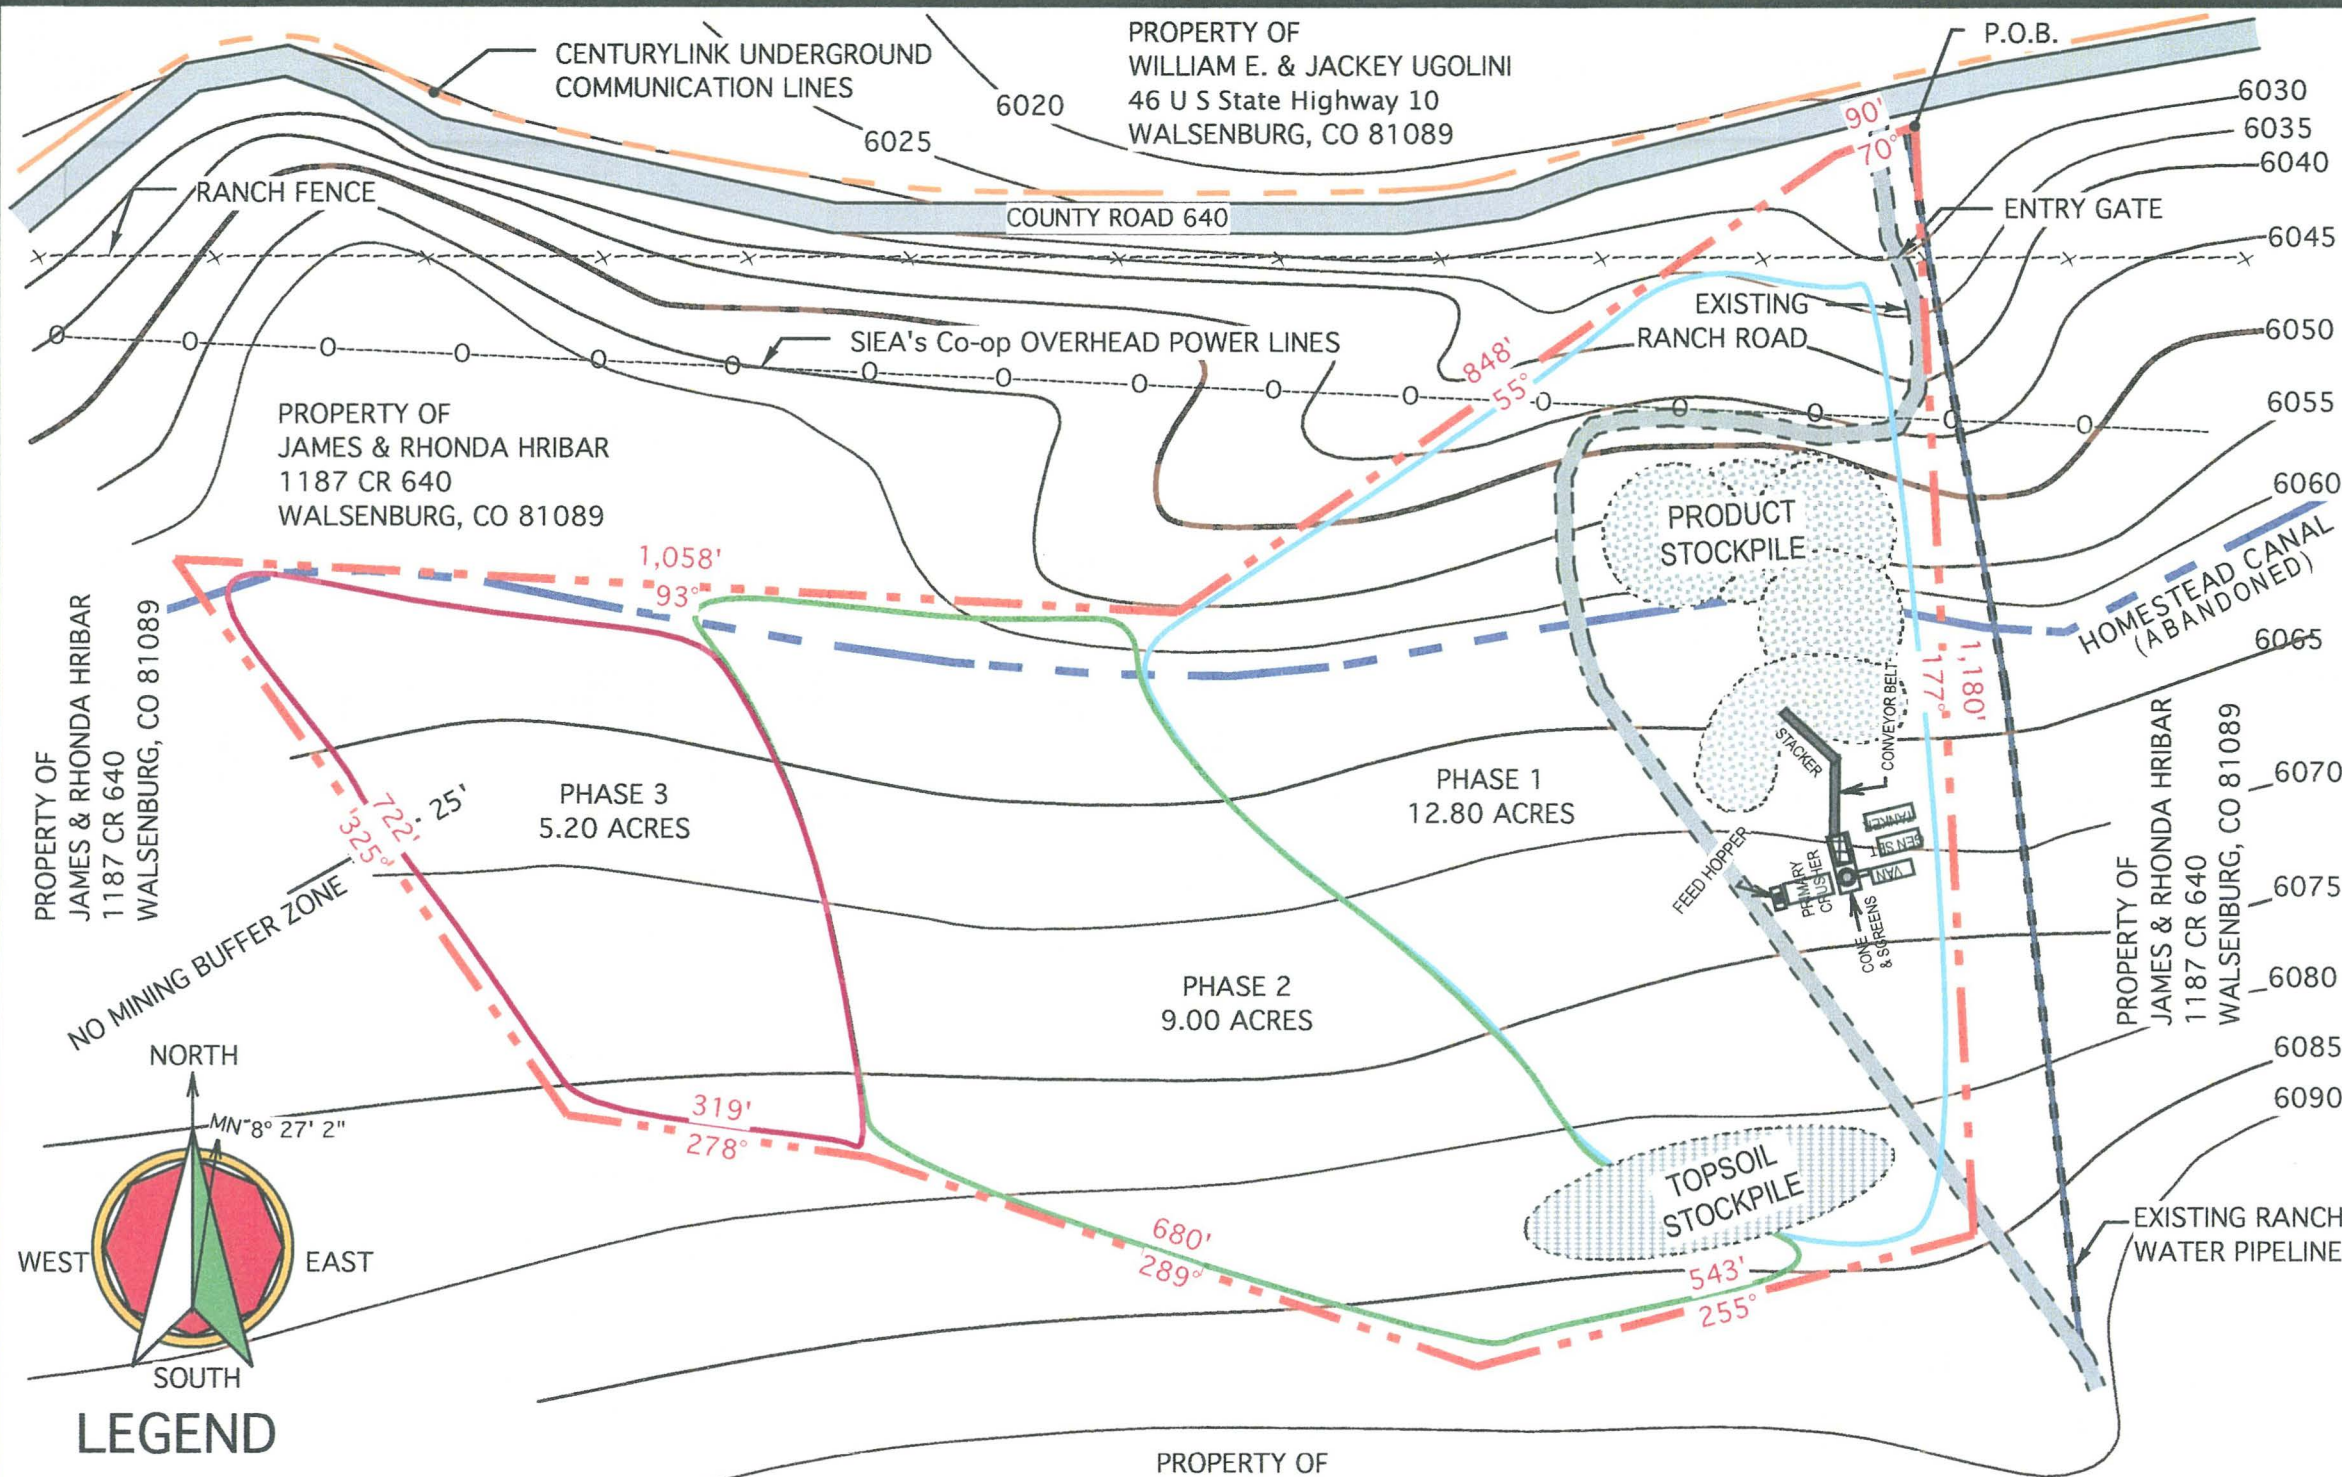 CENTURYLINK UNDERGROUND
COMMUNICATION LINES
PROPERTY OF
WILLIAM E. & JACKEY UGOLINI
46 U S State Highway 10
WALSENBURG, CO 81089
P.O.B.
6020
6025
6030
6035
6040
6045
6050
6055
6060
6065
6070
6075
6080
6085
6090
90'
70°
RANCH FENCE
COUNTY ROAD 640
ENTRY GATE
EXISTING
RANCH ROAD
SIEA's Co-op OVERHEAD POWER LINES
848'
55°
PROPERTY OF
JAMES & RHONDA HRIBAR
1187 CR 640
WALSENBURG, CO 81089
PRODUCT
STOCKPILE
HOMESTEAD CANAL
(ABANDONED)
1,058'
93°
1,180'
177°
PROPERTY OF
JAMES & RHONDA HRIBAR
1187 CR 640
WALSENBURG, CO 81089
PHASE 3
5.20 ACRES
PHASE 1
12.80 ACRES
STACKER
CONVEYOR BELT
TANKER
GEN SET
VAN
FEED HOPPER
PRIMARY
CRUSHER
CONE
& SCREENS
PROPERTY OF
JAMES & RHONDA HRIBAR
1187 CR 640
WALSENBURG, CO 81089
722'
325°
25'
NO MINING BUFFER ZONE
PHASE 2
9.00 ACRES
NORTH
MN-8° 27' 2"
WEST
EAST
SOUTH
319'
278°
680'
289°
TOPSOIL
STOCKPILE
543'
255°
EXISTING RANCH
WATER PIPELINE
LEGEND
PROPERTY OF